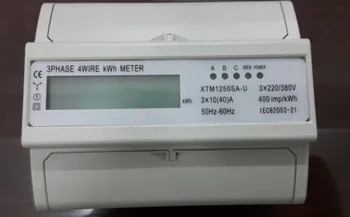 3PHASE 4WIRE kWh METER
A B C REV. POWER
XTM1250SA-U 3×220/380V
3×10(40)A 400 imp/kWh
50Hz-60Hz IEC62053-21
kWh
CE